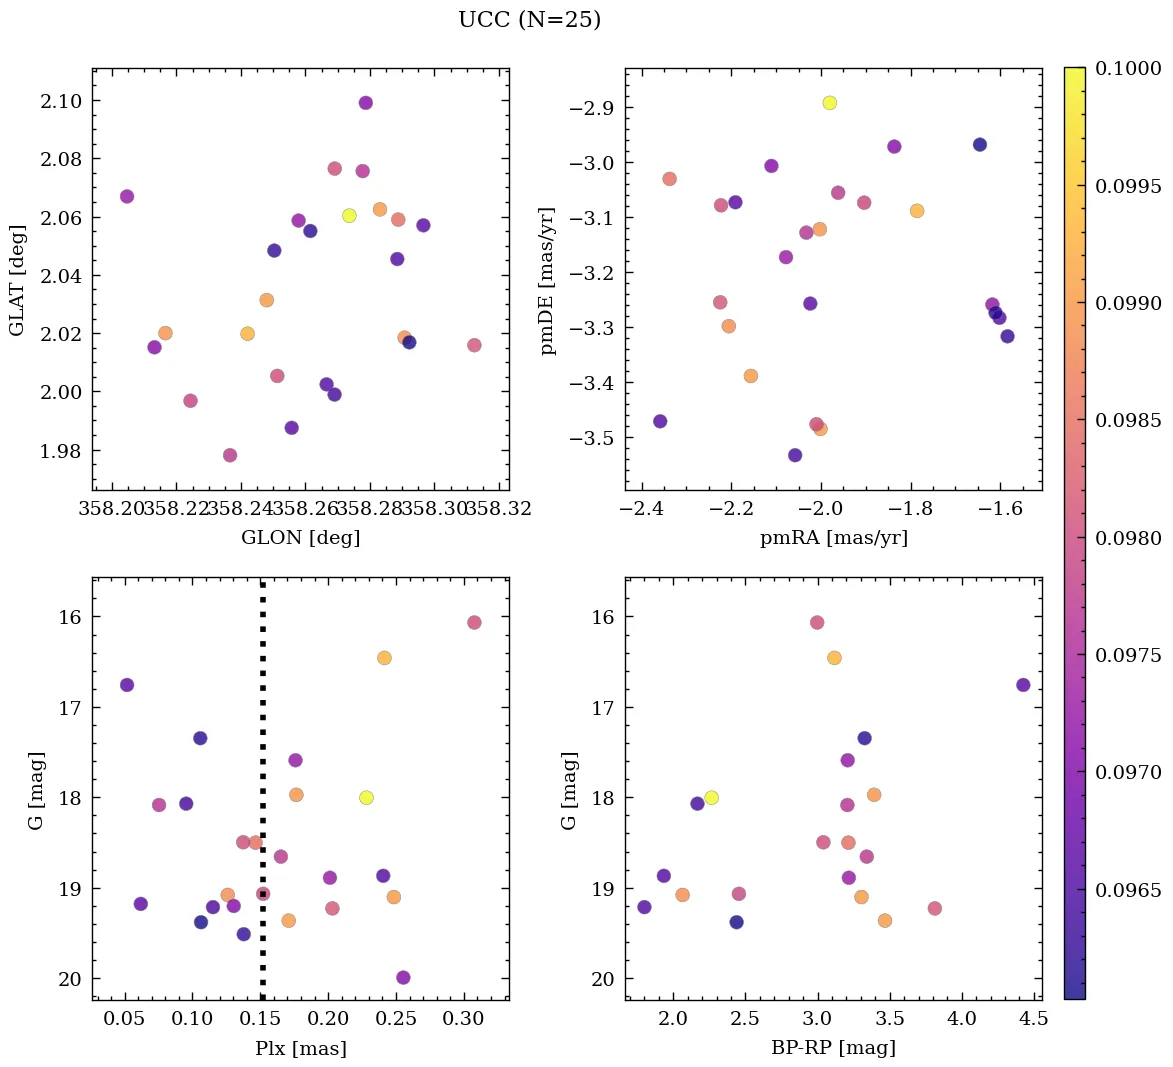 UCC (N=25)
2.10
2.08
2.06
2.04
2.02
2.00
1.98
GLAT [deg]
358.20 358.22 358.24 358.26 358.28 358.30 358.32
GLON [deg]
−2.9
−3.0
−3.1
−3.2
−3.3
−3.4
−3.5
pmDE [mas/yr]
−2.4 −2.2 −2.0 −1.8 −1.6
pmRA [mas/yr]
16
17
18
19
20
G [mag]
0.05 0.10 0.15 0.20 0.25 0.30
Plx [mas]
16
17
18
19
20
G [mag]
2.0 2.5 3.0 3.5 4.0 4.5
BP-RP [mag]
0.1000
0.0995
0.0990
0.0985
0.0980
0.0975
0.0970
0.0965